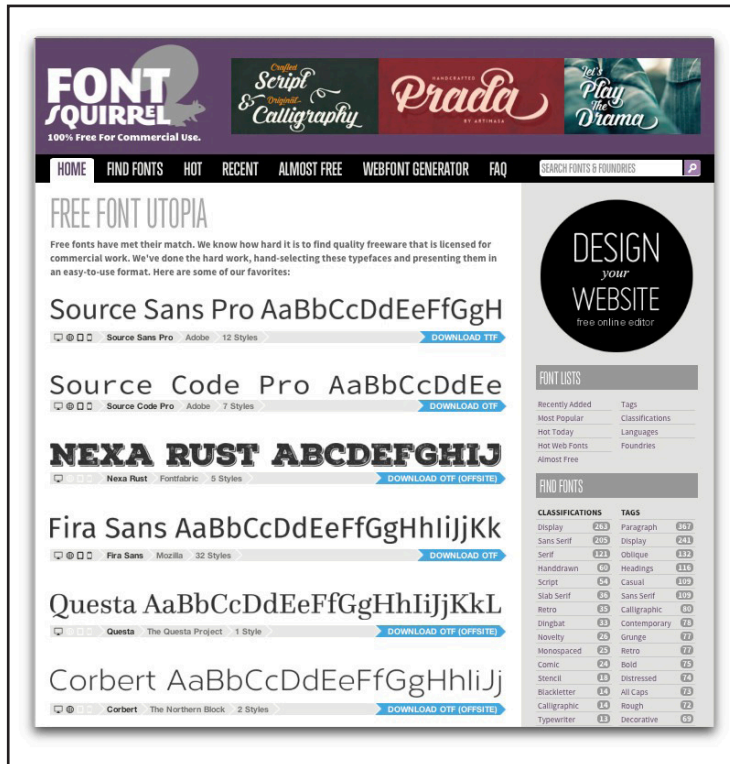 FONT
SQUIRREL
100% Free For Commercial Use.
Crafted
Script
& Original
Calligraphy
HANDCRAFTED
Prada
BY ARTIMASA
Let's
Play
The
Drama
HOME FIND FONTS HOT RECENT ALMOST FREE WEBFONT GENERATOR FAQ SEARCH FONTS & FOUNDRIES
FREE FONT UTOPIA
Free fonts have met their match. We know how hard it is to find quality freeware that is licensed for
commercial work. We've done the hard work, hand-selecting these typefaces and presenting them in
an easy-to-use format. Here are some of our favorites:
Source Sans Pro AaBbCcDdEeFfGgH
Source Sans Pro Adobe 12 Styles DOWNLOAD TTF
Source Code Pro AaBbCcDdEe
Source Code Pro Adobe 7 Styles DOWNLOAD OTF
NEXA RUST ABCDEFGHIJ
Nexa Rust Fontfabric 5 Styles DOWNLOAD OTF (OFFSITE)
Fira Sans AaBbCcDdEeFfGgHhIiJjKk
Fira Sans Mozilla 32 Styles DOWNLOAD OTF
Questa AaBbCcDdEeFfGgHhIiJjKkL
Questa The Questa Project 1 Style DOWNLOAD OTF (OFFSITE)
Corbert AaBbCcDdEeFfGgHhIiJj
Corbert The Northern Block 2 Styles DOWNLOAD OTF (OFFSITE)
DESIGN
your
WEBSITE
free online editor
FONT LISTS
Recently Added Tags
Most Popular Classifications
Hot Today Languages
Hot Web Fonts Foundries
Almost Free
FIND FONTS
CLASSIFICATIONS TAGS
Display 263 Paragraph 367
Sans Serif 205 Display 241
Serif 121 Oblique 132
Handdrawn 60 Headings 116
Script 54 Casual 109
Slab Serif 36 Sans Serif 109
Retro 35 Calligraphic 80
Dingbat 33 Contemporary 78
Novelty 26 Grunge 77
Monospaced 25 Retro 77
Comic 24 Bold 75
Stencil 18 Distressed 74
Blackletter 14 All Caps 73
Calligraphic 14 Rough 72
Typewriter 13 Decorative 69